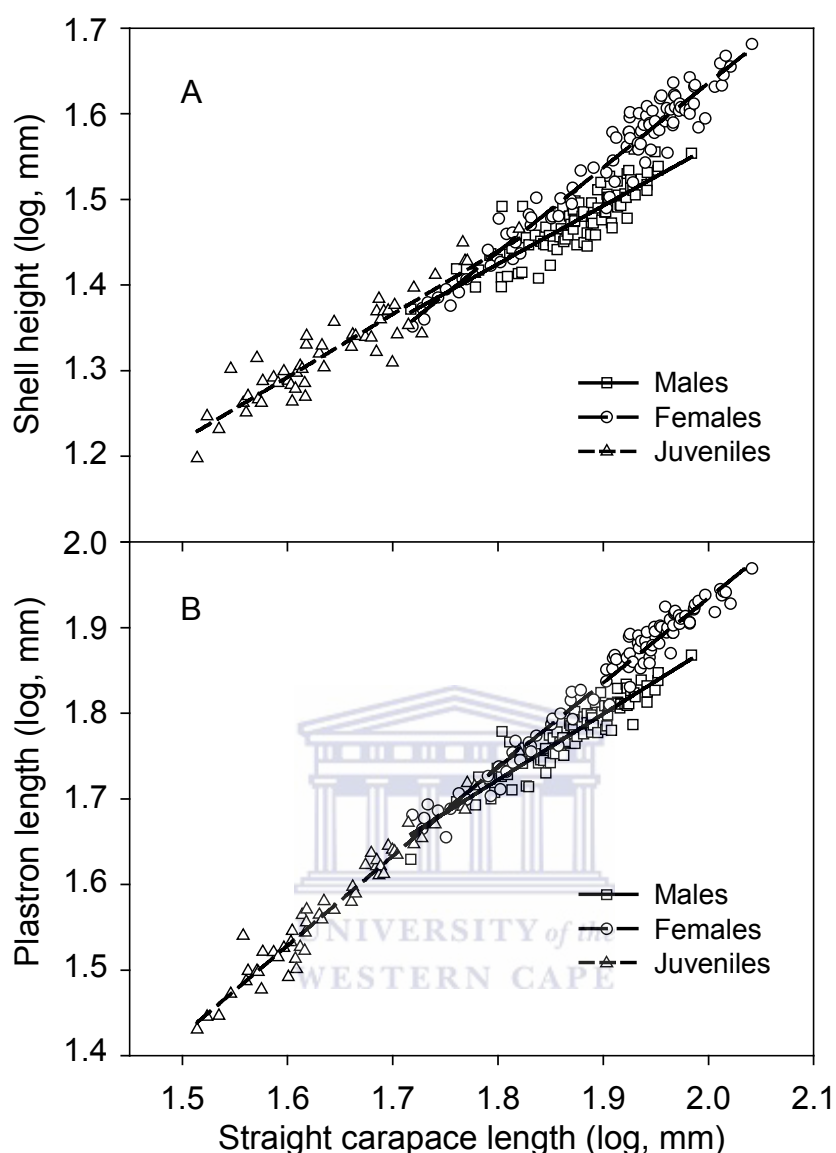 A
Shell height (log, mm)
1.7
1.6
1.5
1.4
1.3
1.2
Males
Females
Juveniles
B
Plastron length (log, mm)
2.0
1.9
1.8
1.7
1.6
1.5
1.4
Males
Females
Juveniles
UNIVERSITY of the
WESTERN CAPE
1.5 1.6 1.7 1.8 1.9 2.0 2.1
Straight carapace length (log, mm)